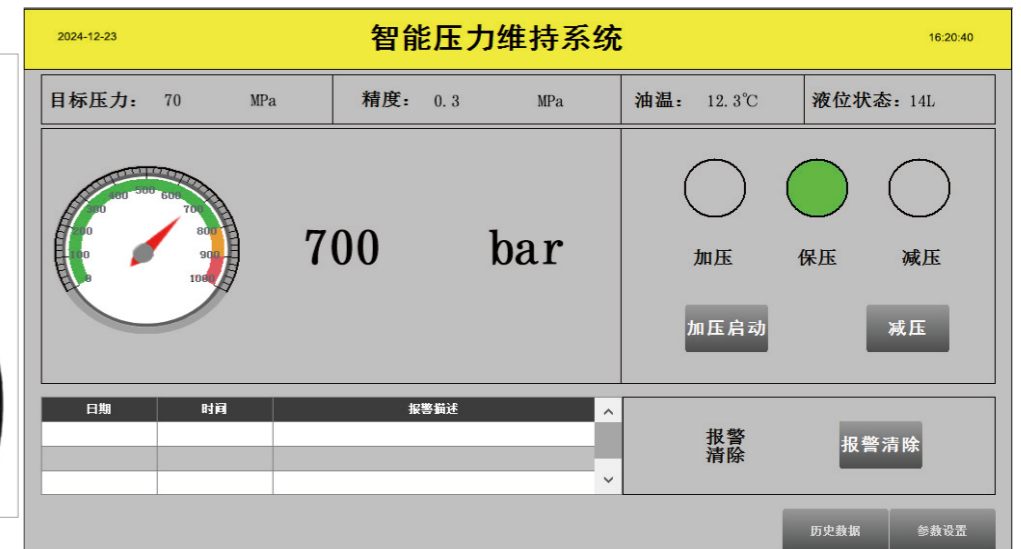 2024-12-23 智能压力维持系统 16:20:40
目标压力: 70 MPa 精度: 0.3 MPa 油温: 12.3℃ 液位状态: 14L
0
100
200
300
400
500
600
700
800
900
1000
700 bar
加压 保压 减压
加压启动 减压
日期 时间 报警描述
报警
清除
报警清除
历史数据 参数设置